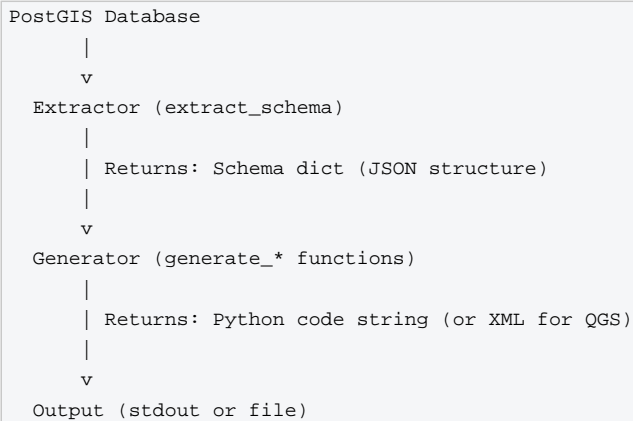 PostGIS Database
|
v
Extractor (extract_schema)
|
| Returns: Schema dict (JSON structure)
|
v
Generator (generate_* functions)
|
| Returns: Python code string (or XML for QGS)
|
v
Output (stdout or file)